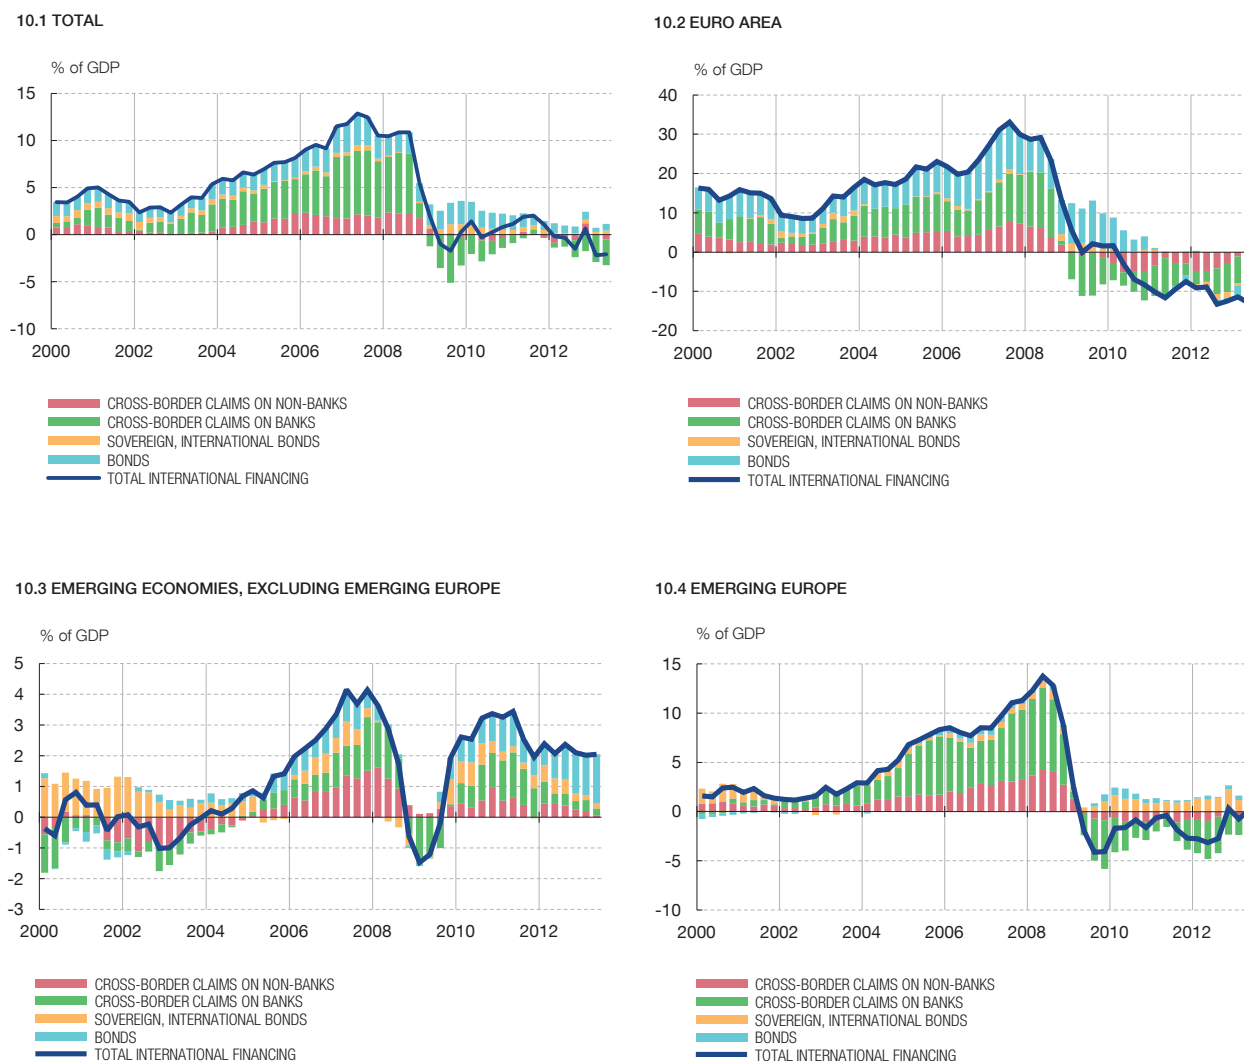 10.1 TOTAL
% of GDP
15
10
5
0
-5
-10
2000 2002 2004 2006 2008 2010 2012
CROSS-BORDER CLAIMS ON NON-BANKS
CROSS-BORDER CLAIMS ON BANKS
SOVEREIGN, INTERNATIONAL BONDS
BONDS
TOTAL INTERNATIONAL FINANCING
10.2 EURO AREA
% of GDP
40
30
20
10
0
-10
-20
2000 2002 2004 2006 2008 2010 2012
CROSS-BORDER CLAIMS ON NON-BANKS
CROSS-BORDER CLAIMS ON BANKS
SOVEREIGN, INTERNATIONAL BONDS
BONDS
TOTAL INTERNATIONAL FINANCING
10.3 EMERGING ECONOMIES, EXCLUDING EMERGING EUROPE
% of GDP
5
4
3
2
1
0
-1
-2
-3
2000 2002 2004 2006 2008 2010 2012
CROSS-BORDER CLAIMS ON NON-BANKS
CROSS-BORDER CLAIMS ON BANKS
SOVEREIGN, INTERNATIONAL BONDS
BONDS
TOTAL INTERNATIONAL FINANCING
10.4 EMERGING EUROPE
% of GDP
15
10
5
0
-5
-10
2000 2002 2004 2006 2008 2010 2012
CROSS-BORDER CLAIMS ON NON-BANKS
CROSS-BORDER CLAIMS ON BANKS
SOVEREIGN, INTERNATIONAL BONDS
BONDS
TOTAL INTERNATIONAL FINANCING